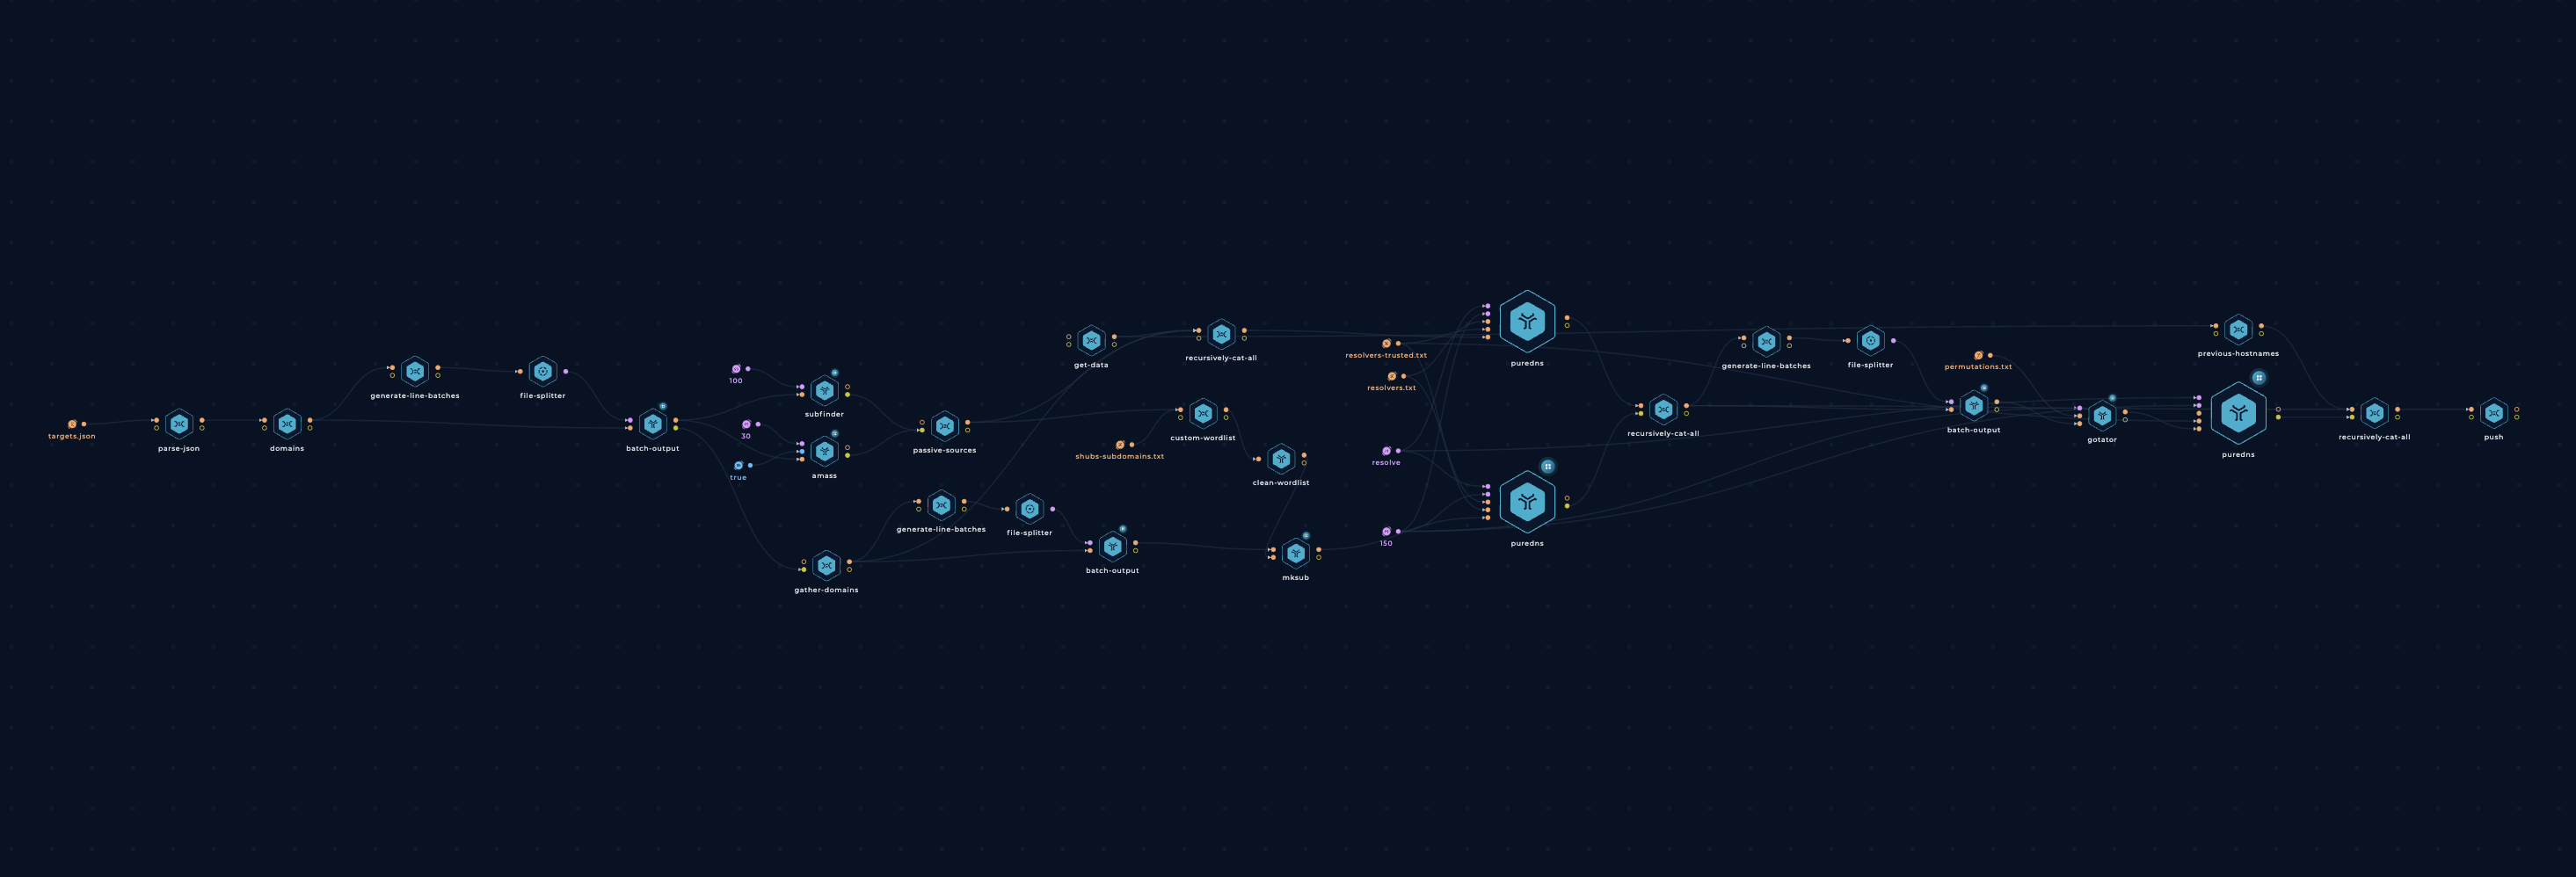 targets.json
parse-json
domains
generate-line-batches
file-splitter
batch-output
100
subfinder
30
amass
true
gather-domains
passive-sources
generate-line-batches
file-splitter
batch-output
get-data
recursively-cat-all
custom-wordlist
shubs-subdomains.txt
clean-wordlist
mksub
resolvers-trusted.txt
resolvers.txt
resolve
150
puredns
puredns
recursively-cat-all
generate-line-batches
file-splitter
permutations.txt
batch-output
gotator
previous-hostnames
puredns
recursively-cat-all
push